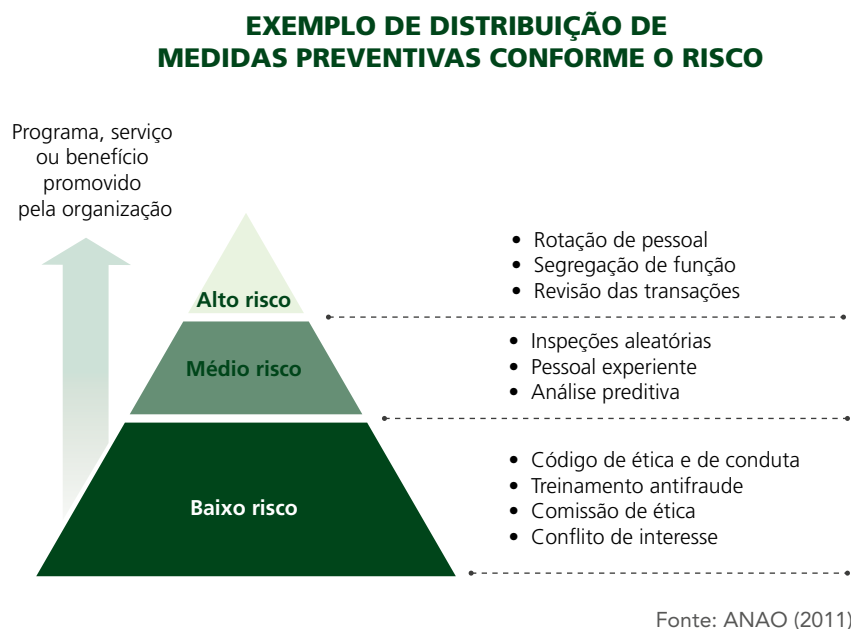 EXEMPLO DE DISTRIBUIÇÃO DE
MEDIDAS PREVENTIVAS CONFORME O RISCO
Programa, serviço
ou benefício
promovido
pela organização
Alto risco
• Rotação de pessoal
• Segregação de função
• Revisão das transações
Médio risco
• Inspeções aleatórias
• Pessoal experiente
• Análise preditiva
Baixo risco
• Código de ética e de conduta
• Treinamento antifraude
• Comissão de ética
• Conflito de interesse
Fonte: ANAO (2011)